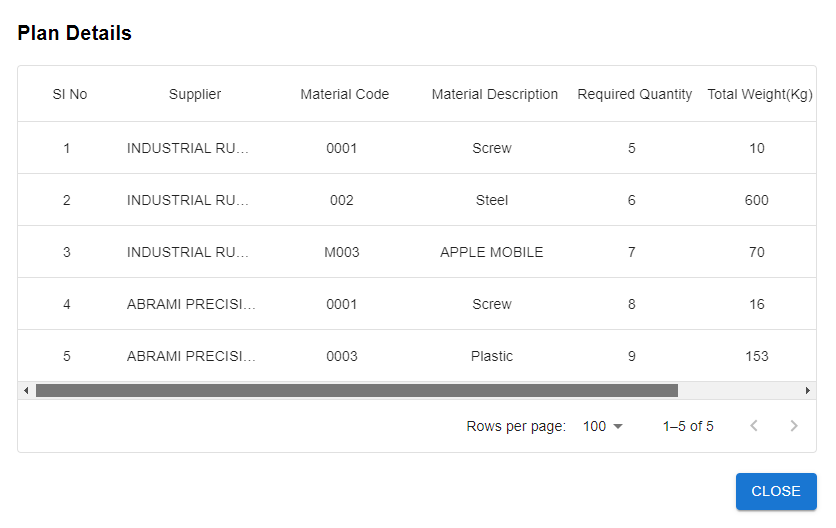 Plan Details
SI No Supplier Material Code Material Description Required Quantity Total Weight(Kg)
1 INDUSTRIAL RU... 0001 Screw 5 10
2 INDUSTRIAL RU... 002 Steel 6 600
3 INDUSTRIAL RU... M003 APPLE MOBILE 7 70
4 ABRAMI PRECISI... 0001 Screw 8 16
5 ABRAMI PRECISI... 0003 Plastic 9 153
Rows per page: 100 1–5 of 5
CLOSE